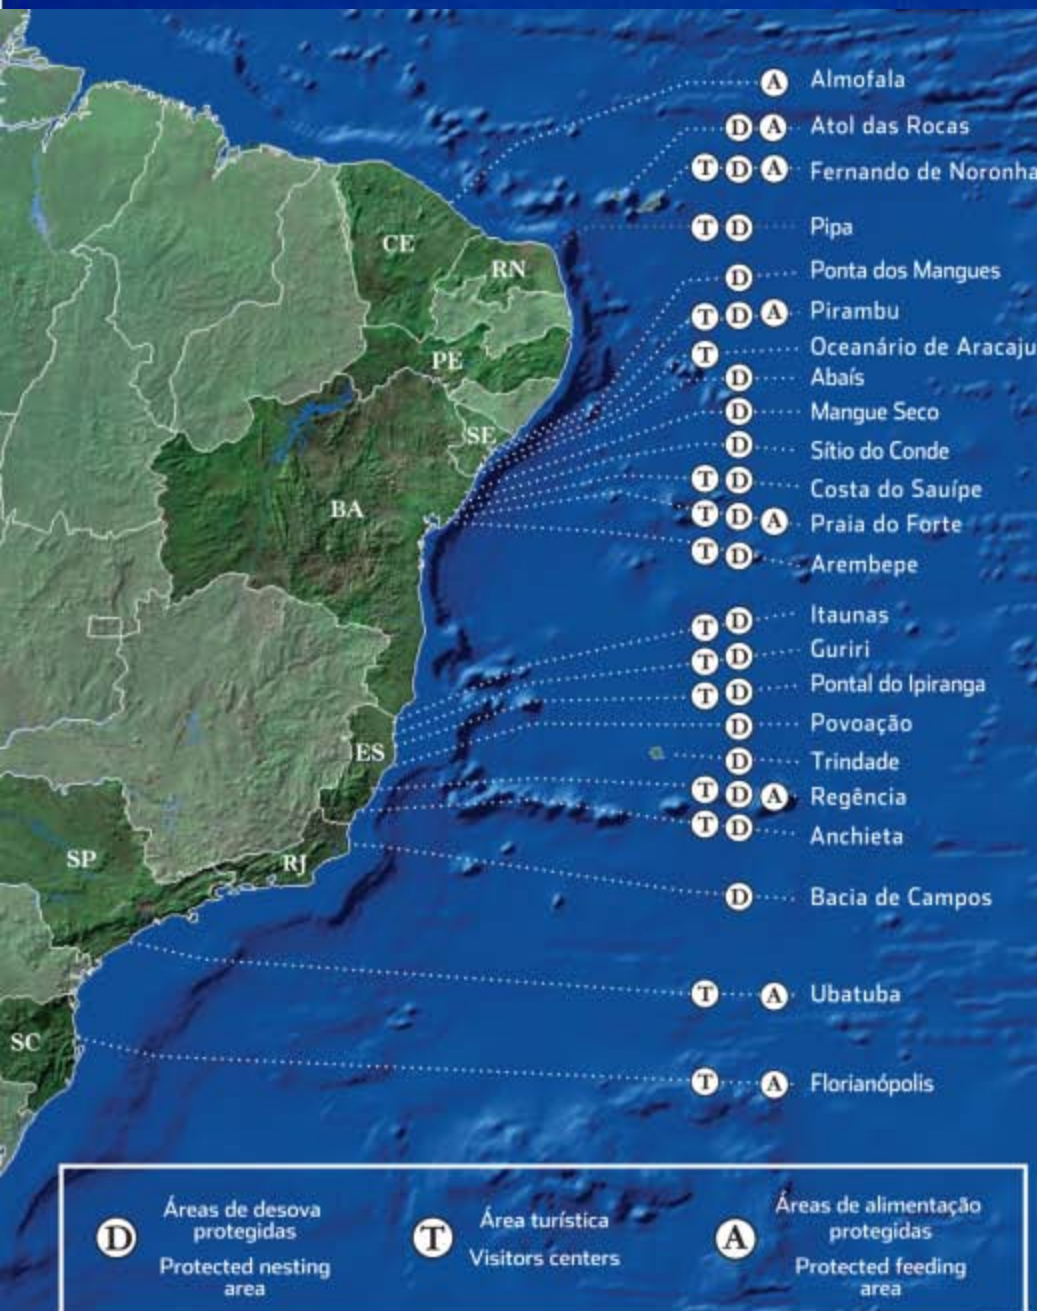 A Almofala
D A Atol das Rocas
T D A Fernando de Noronha
T D Pipa
CE
RN
D Ponta dos Mangues
T D A Pirambu
T Oceanário de Aracaju
PE
D Abaís
D Mangue Seco
SE
D Sítio do Conde
T D Costa do Sauípe
BA
T D A Praia do Forte
T D Arembepe
T D Itaunas
T D Guriri
T D Pontal do Ipiranga
D Povoação
ES
D Trindade
T D A Regência
T D Anchieta
SP
RJ
D Bacia de Campos
T A Ubatuba
SC
T A Florianópolis
D
Áreas de desova
protegidas
Protected nesting
area
T
Área turística
Visitors centers
A
Áreas de alimentação
protegidas
Protected feeding
area